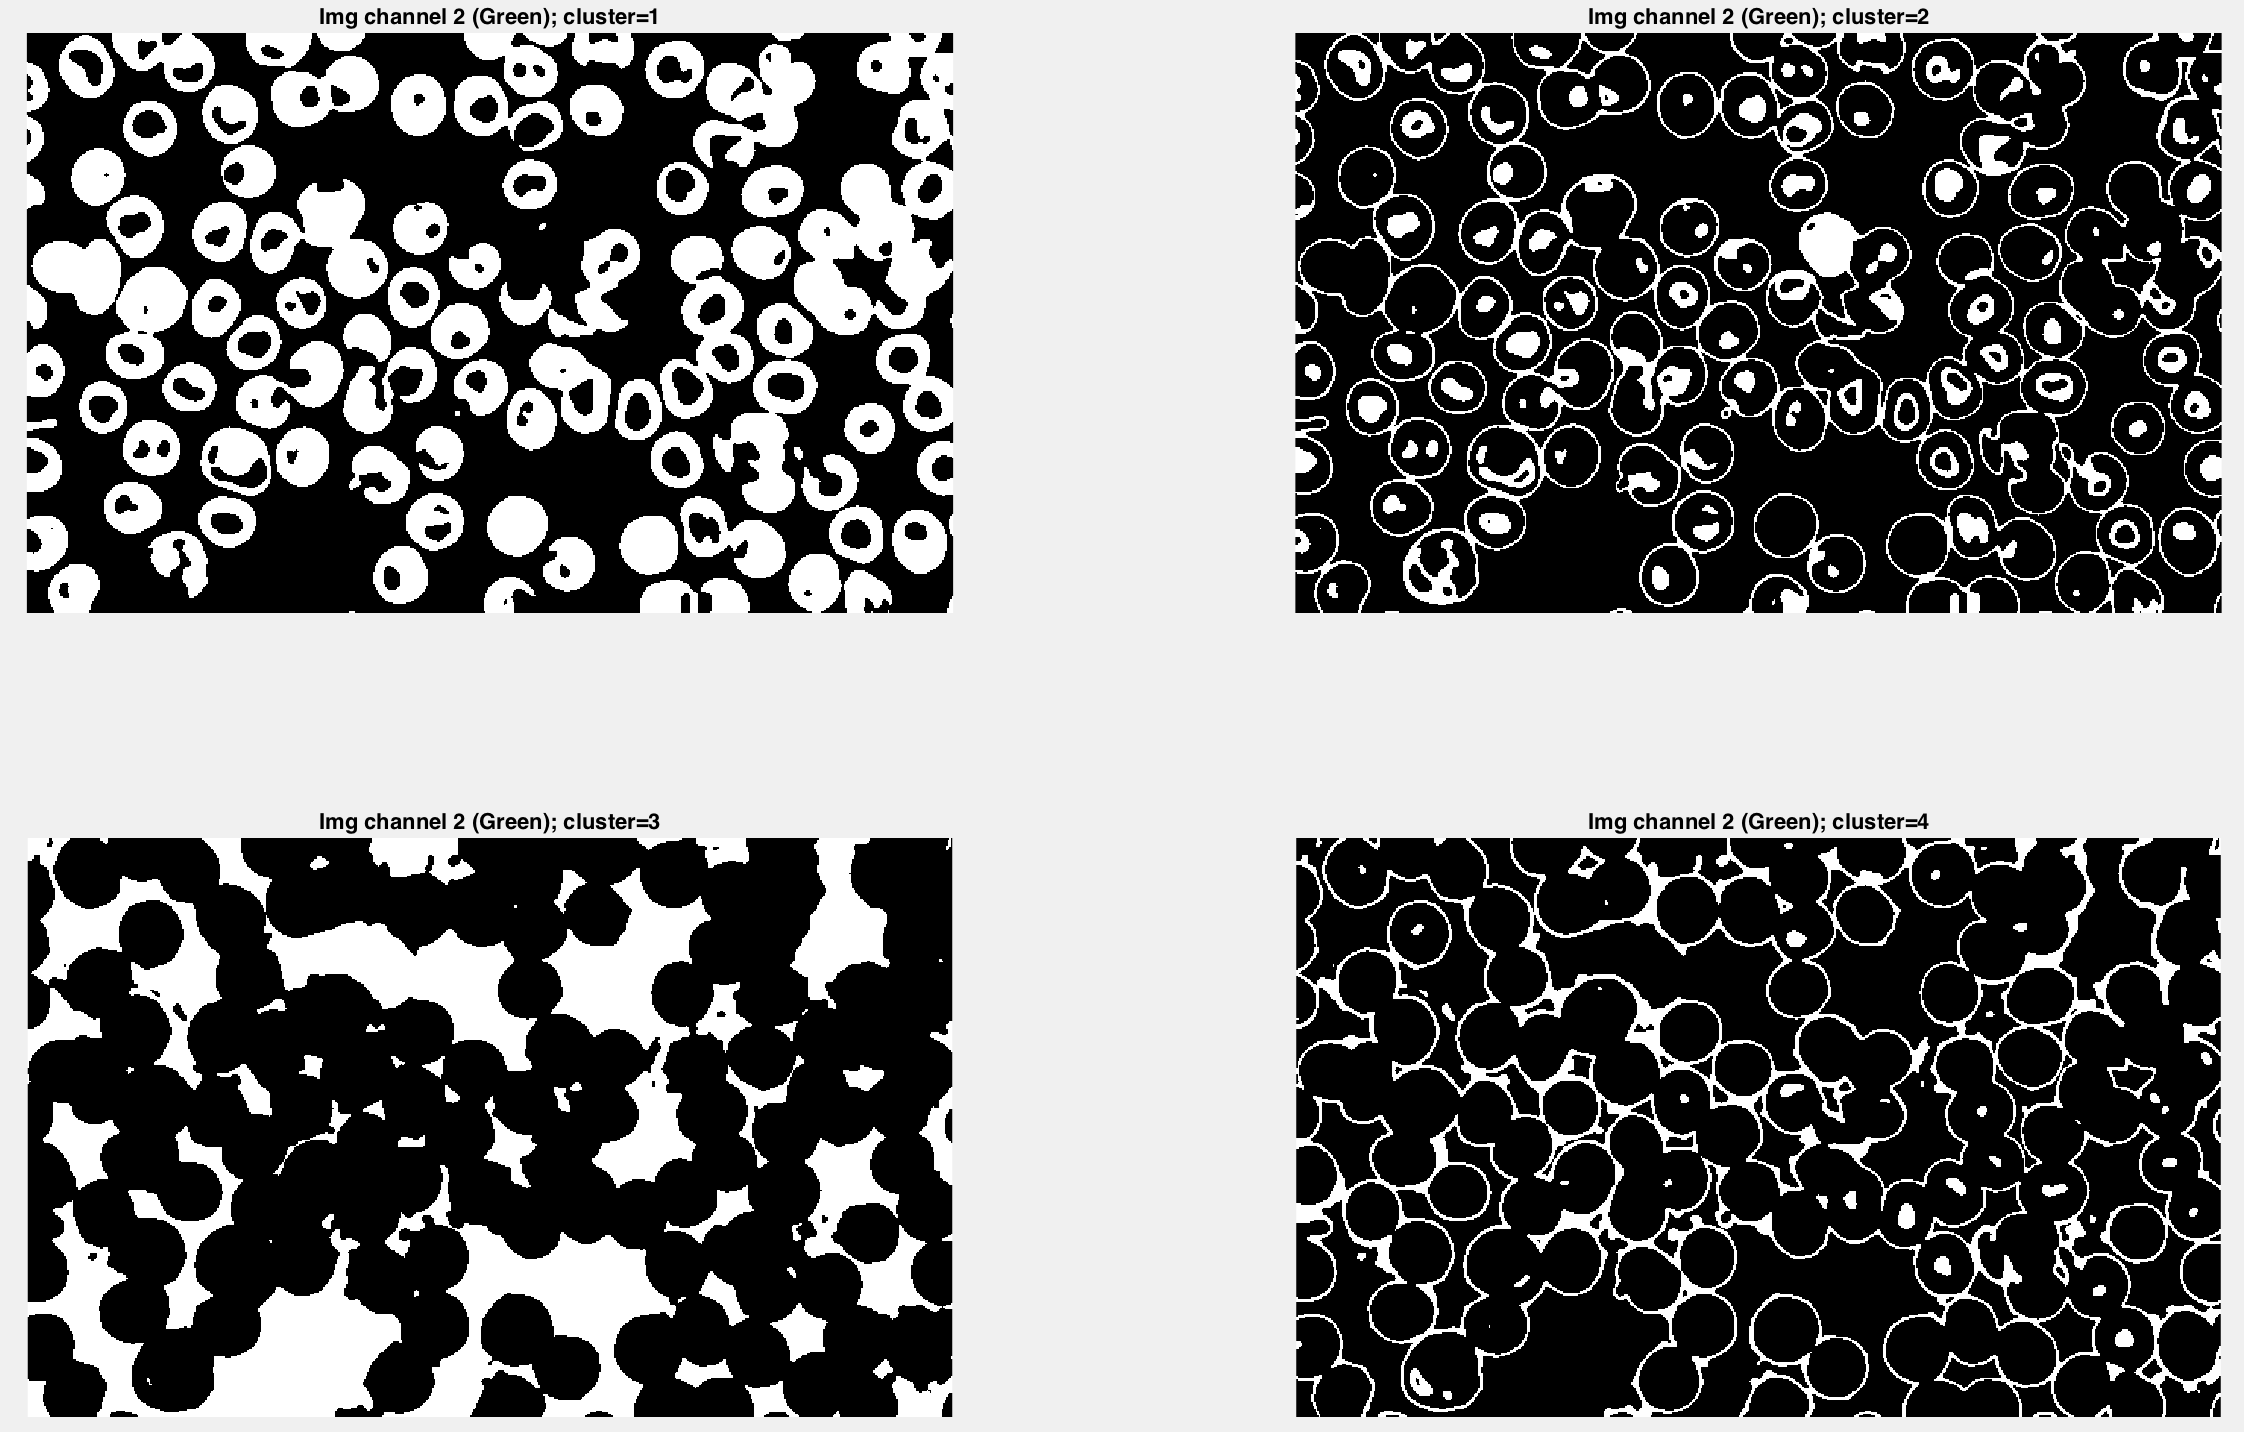 Img channel 2 (Green); cluster=1
Img channel 2 (Green); cluster=2
Img channel 2 (Green); cluster=3
Img channel 2 (Green); cluster=4